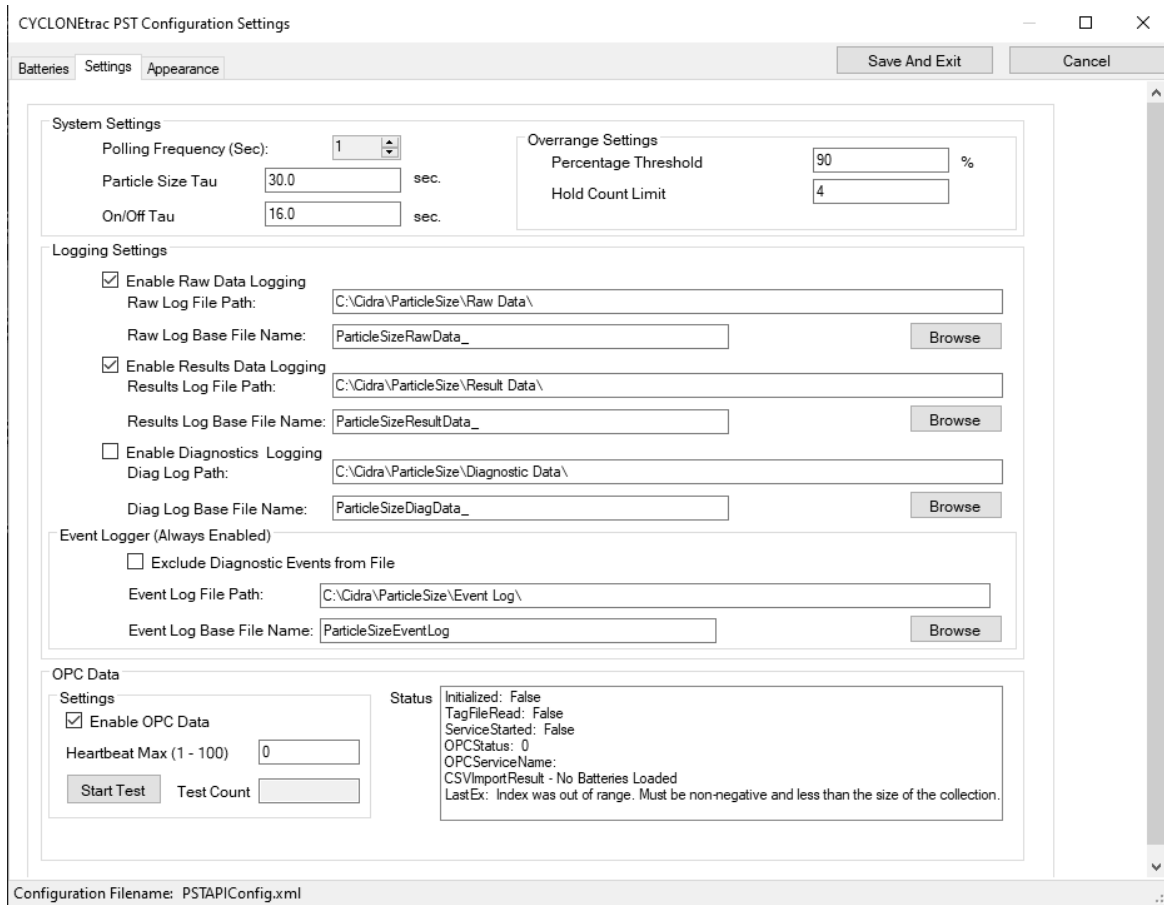 CYCLONEtrac PST Configuration Settings
Batteries Settings Appearance Save And Exit Cancel
System Settings
Polling Frequency (Sec): 1
Particle Size Tau 30.0 sec.
On/Off Tau 16.0 sec.
Overrange Settings
Percentage Threshold 90 %
Hold Count Limit 4
Logging Settings
Enable Raw Data Logging
Raw Log File Path: C:\Cidra\ParticleSize\Raw Data\
Raw Log Base File Name: ParticleSizeRawData_ Browse
Enable Results Data Logging
Results Log File Path: C:\Cidra\ParticleSize\Result Data\
Results Log Base File Name: ParticleSizeResultData_ Browse
Enable Diagnostics Logging
Diag Log Path: C:\Cidra\ParticleSize\Diagnostic Data\
Diag Log Base File Name: ParticleSizeDiagData_ Browse
Event Logger (Always Enabled)
Exclude Diagnostic Events from File
Event Log File Path: C:\Cidra\ParticleSize\Event Log\
Event Log Base File Name: ParticleSizeEventLog Browse
OPC Data
Settings
Enable OPC Data
Heartbeat Max (1 - 100) 0
Start Test Test Count
Status
Initialized: False
TagFileRead: False
ServiceStarted: False
OPCStatus: 0
OPCServiceName:
CSVImportResult - No Batteries Loaded
LastEx: Index was out of range. Must be non-negative and less than the size of the collection.
Configuration Filename: PSTAPIConfig.xml